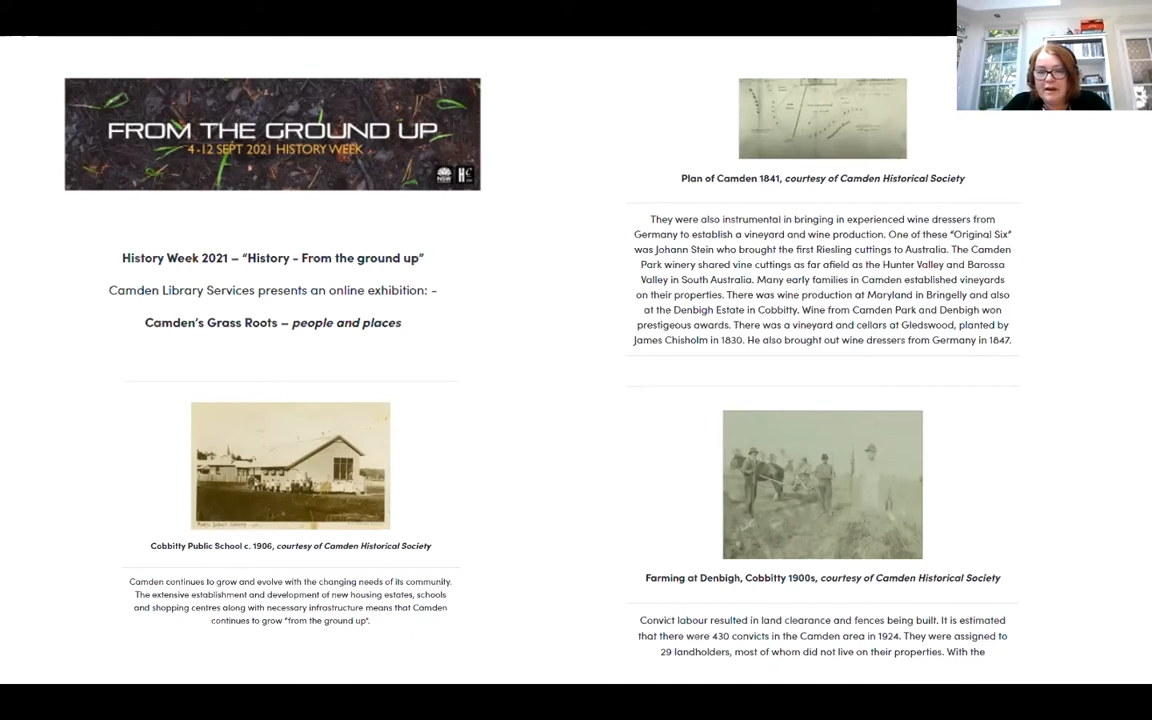 FROM THE GROUND UP
4-12 SEPT 2021 HISTORY WEEK
NSW
History Week 2021 – “History - From the ground up”
Camden Library Services presents an online exhibition: -
Camden's Grass Roots – people and places
Cobbitty Public School c. 1906, courtesy of Camden Historical Society
Camden continues to grow and evolve with the changing needs of its community.
The extensive establishment and development of new housing estates, schools
and shopping centres along with necessary infrastructure means that Camden
continues to grow “from the ground up”.
Plan of Camden 1841, courtesy of Camden Historical Society
They were also instrumental in bringing in experienced wine dressers from
Germany to establish a vineyard and wine production. One of these “Original Six”
was Johann Stein who brought the first Riesling cuttings to Australia. The Camden
Park winery shared vine cuttings as far afield as the Hunter Valley and Barossa
Valley in South Australia. Many early families in Camden established vineyards
on their properties. There was wine production at Maryland in Bringelly and also
at the Denbigh Estate in Cobbitty. Wine from Camden Park and Denbigh won
prestigeous awards. There was a vineyard and cellars at Gledswood, planted by
James Chisholm in 1830. He also brought out wine dressers from Germany in 1847.
Farming at Denbigh, Cobbitty 1900s, courtesy of Camden Historical Society
Convict labour resulted in land clearance and fences being built. It is estimated
that there were 430 convicts in the Camden area in 1924. They were assigned to
29 landholders, most of whom did not live on their properties. With the